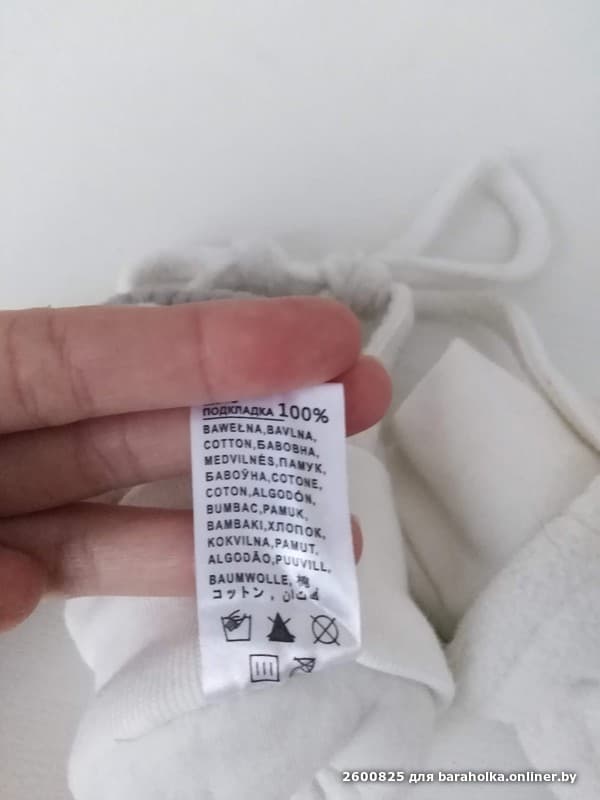 ПОДКЛАДКА 100%
BAWEŁNA,BAVLNA,
COTTON,БАВОВНА,
MEDVILNĖS,ПАМУК,
БАВОЎНА,COTONE,
COTON,ALGODÓN,
BUMBAC,PAMUK,
BAMBAKI,ХЛОПОК,
KOKVILNA,PAMUT,
ALGODÃO,PUUVILL,
BAUMWOLLE, 棉
コットン ,
2600825 для baraholka.onliner.by